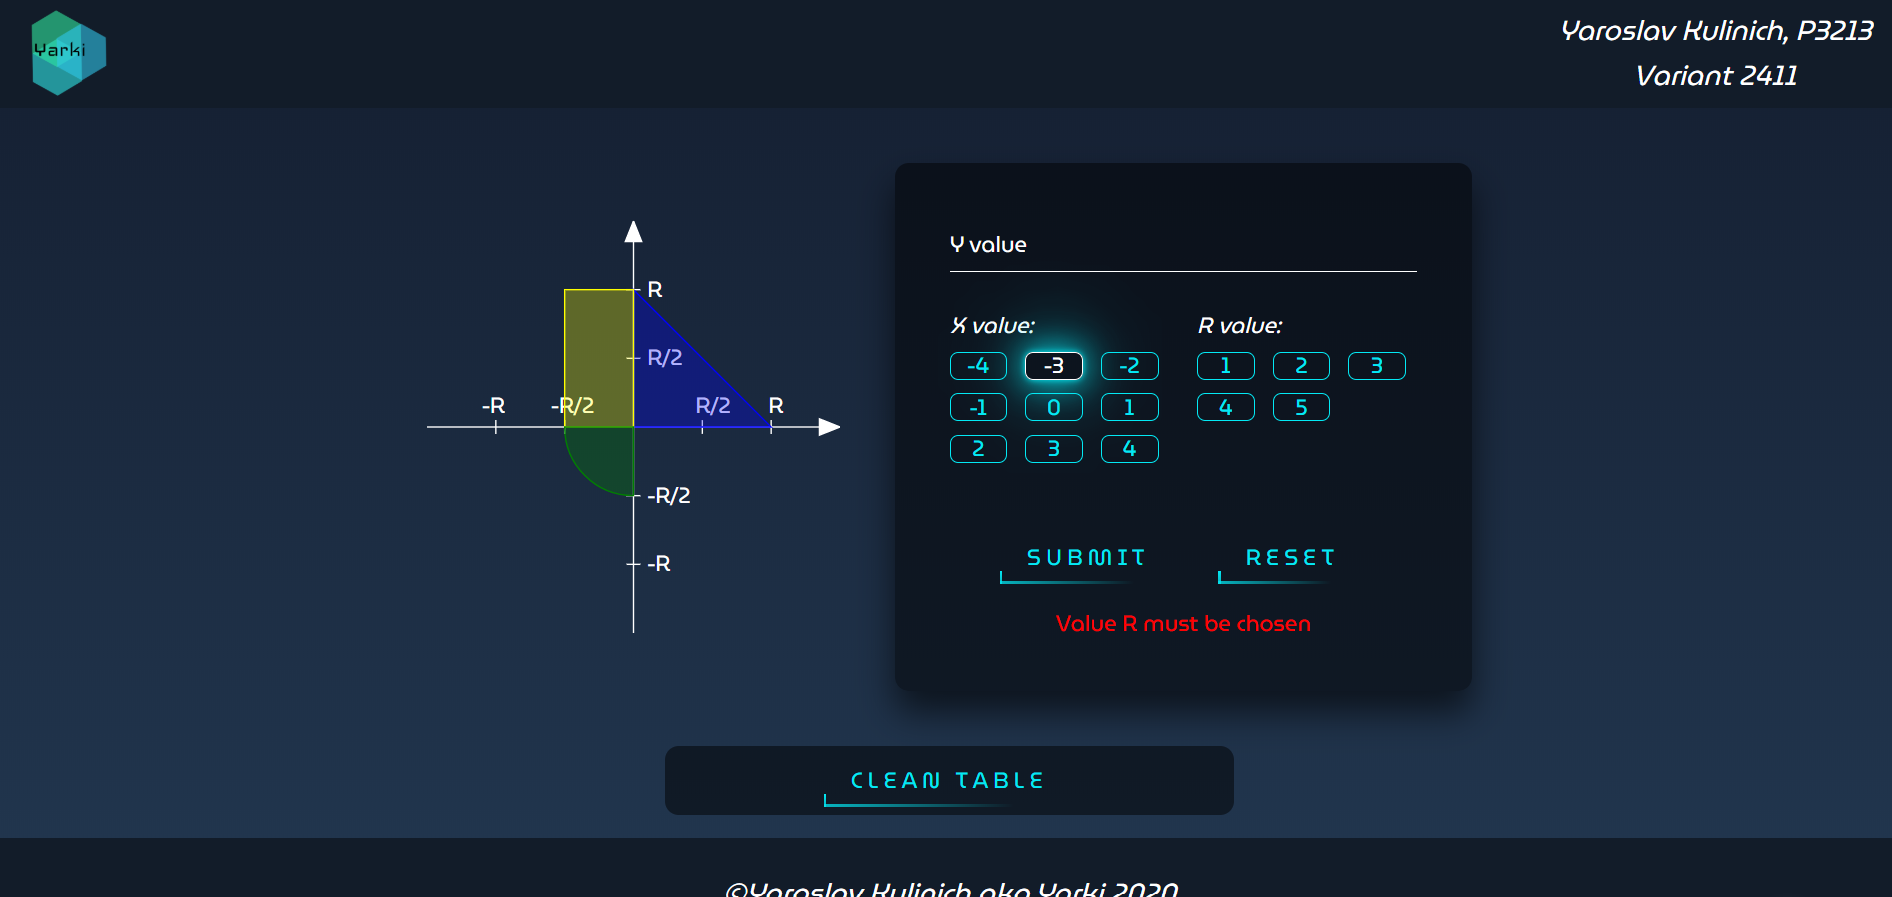 Yarki
Yaroslav Kulinich, P3213
Variant 2411
R
R/2
-R
-R/2
R/2
R
-R/2
-R
Y value
X value:
-4 -3 -2
-1 0 1
2 3 4
R value:
1 2 3
4 5
SUBMIT
RESET
Value R must be chosen
CLEAN TABLE
©Yaroslav Kulinich aka Yarki 2020